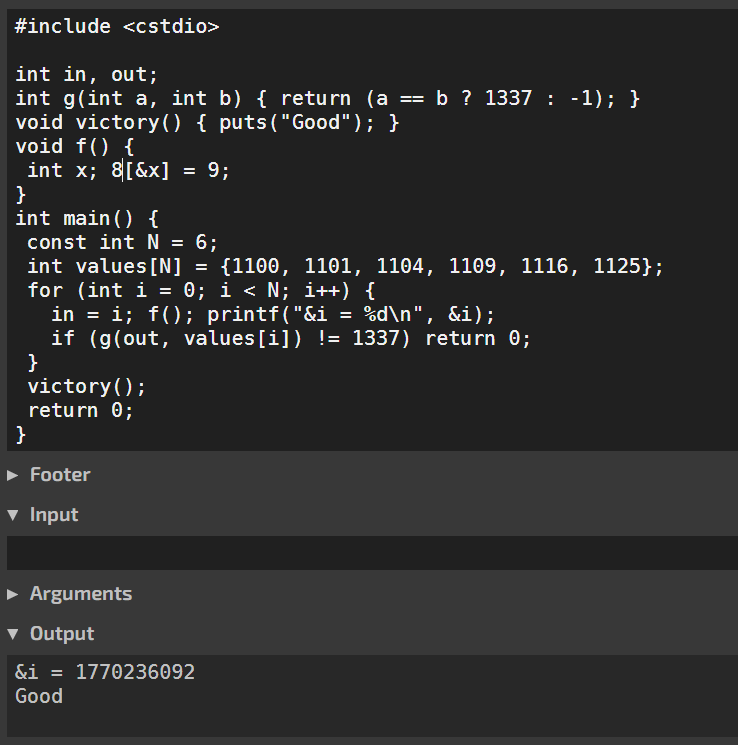 #include <cstdio>

int in, out;
int g(int a, int b) { return (a == b ? 1337 : -1); }
void victory() { puts("Good"); }
void f() {
 int x; 8[&x] = 9;
}
int main() {
 const int N = 6;
 int values[N] = {1100, 1101, 1104, 1109, 1116, 1125};
 for (int i = 0; i < N; i++) {
   in = i; f(); printf("&i = %d\n", &i);
   if (g(out, values[i]) != 1337) return 0;
 }
 victory();
 return 0;
}
► Footer
▼ Input
► Arguments
▼ Output
&i = 1770236092
Good